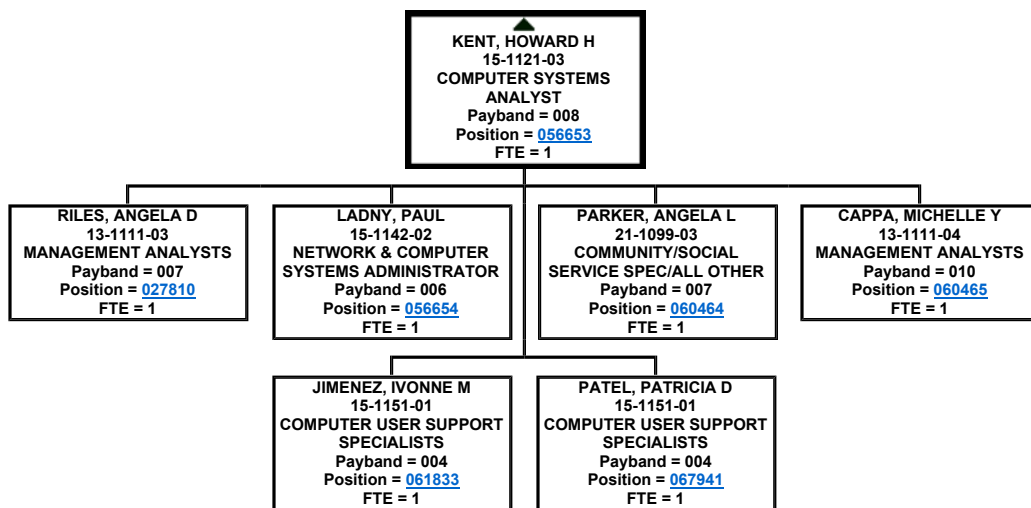 KENT, HOWARD H
15-1121-03
COMPUTER SYSTEMS
ANALYST
Payband = 008
Position = 056653
FTE = 1
RILES, ANGELA D
13-1111-03
MANAGEMENT ANALYSTS
Payband = 007
Position = 027810
FTE = 1
LADNY, PAUL
15-1142-02
NETWORK & COMPUTER
SYSTEMS ADMINISTRATOR
Payband = 006
Position = 056654
FTE = 1
PARKER, ANGELA L
21-1099-03
COMMUNITY/SOCIAL
SERVICE SPEC/ALL OTHER
Payband = 007
Position = 060464
FTE = 1
CAPPA, MICHELLE Y
13-1111-04
MANAGEMENT ANALYSTS
Payband = 010
Position = 060465
FTE = 1
JIMENEZ, IVONNE M
15-1151-01
COMPUTER USER SUPPORT
SPECIALISTS
Payband = 004
Position = 061833
FTE = 1
PATEL, PATRICIA D
15-1151-01
COMPUTER USER SUPPORT
SPECIALISTS
Payband = 004
Position = 067941
FTE = 1